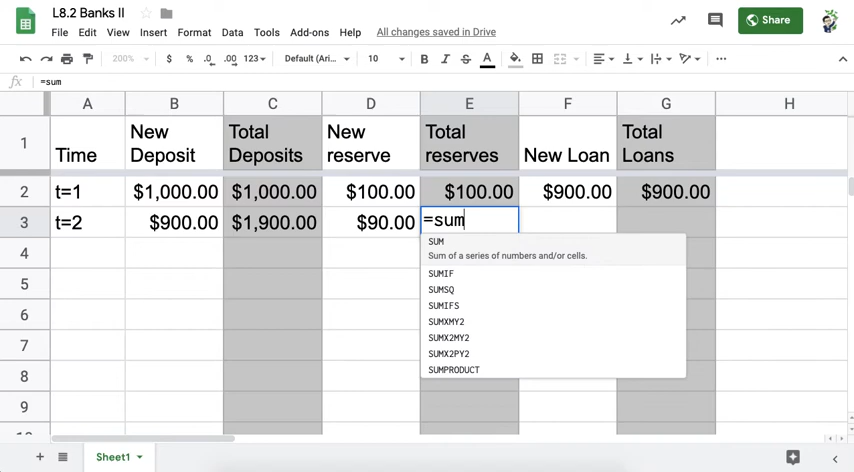 L8.2 Banks II
File Edit View Insert Format Data Tools Add-ons Help All changes saved in Drive
Share
200% $ % .0 .00 123 Default (Ari... 10 B I S A ...
fx =sum
A B C D E F G H
1 Time New Deposit Total Deposits New reserve Total reserves New Loan Total Loans
2 t=1 $1,000.00 $1,000.00 $100.00 $100.00 $900.00 $900.00
3 t=2 $900.00 $1,900.00 $90.00 =sum
4
SUM
Sum of a series of numbers and/or cells.
5
SUMIF
SUMSQ
6
SUMIFS
SUMXMY2
7
SUMX2MY2
SUMX2PY2
8
SUMPRODUCT
9
+ Sheet1